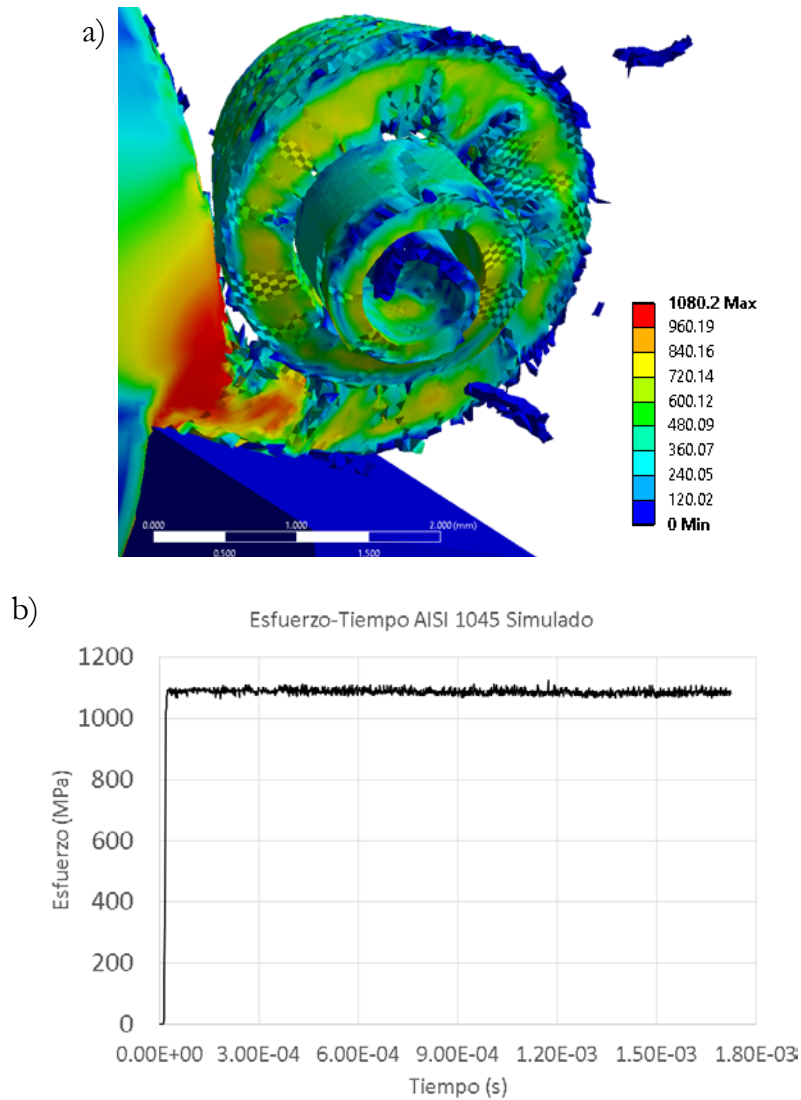 a)
1080.2 Max
960.19
840.16
720.14
600.12
480.09
360.07
240.05
120.02
0 Min
0.000 1.000 2.000 (mm)
0.500 1.500
b)
Esfuerzo-Tiempo AISI 1045 Simulado
1200
1000
800
600
400
200
0
Esfuerzo (MPa)
0.00E+00 3.00E-04 6.00E-04 9.00E-04 1.20E-03 1.50E-03 1.80E-03
Tiempo (s)